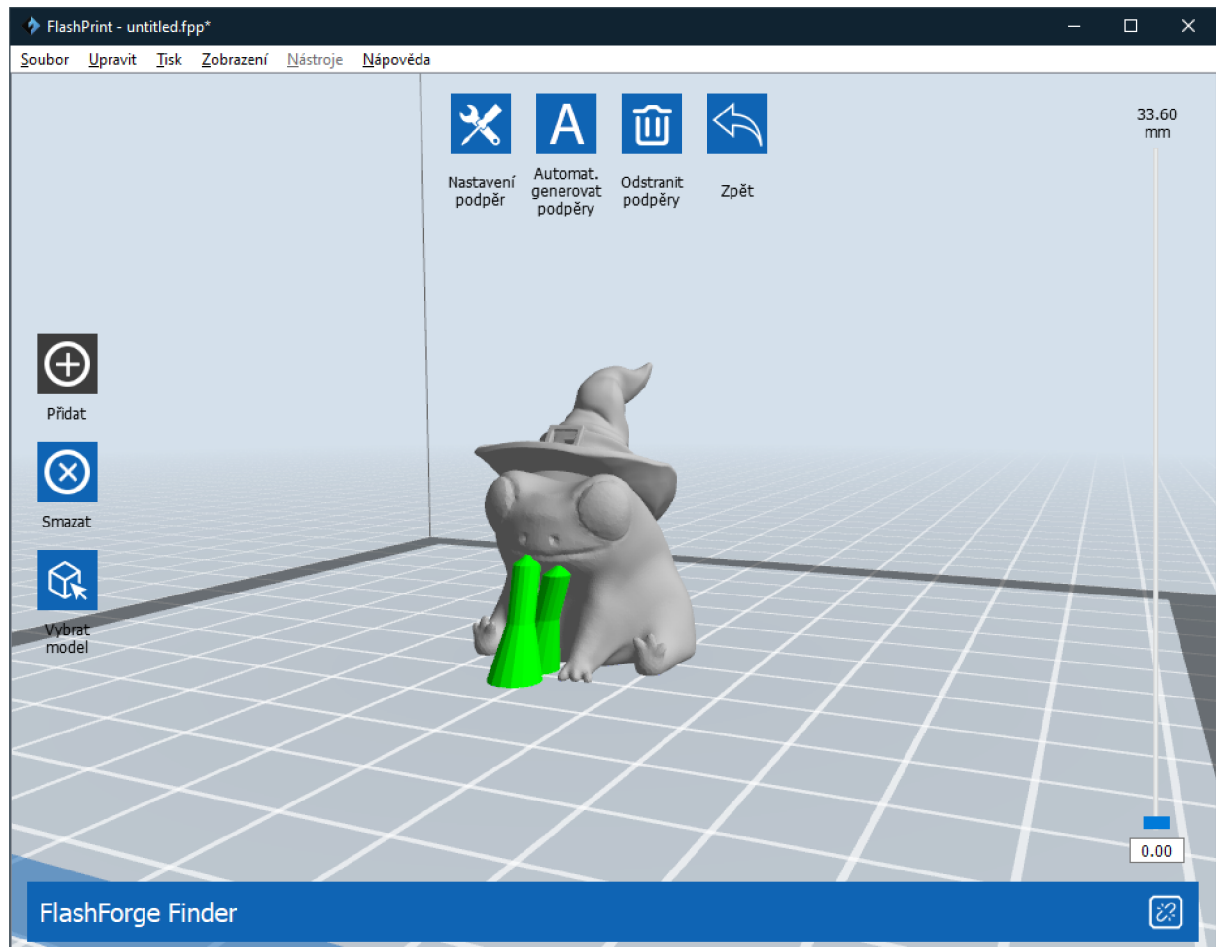 FlashPrint - untitled.fpp*
Soubor Upravit Tisk Zobrazení Nástroje Nápověda
33.60
mm
A
Nastavení
podpěr
Automat.
generovat
podpěry
Odstranit
podpěry
Zpět
Přidat
Smazat
Vybrat
model
0.00
FlashForge Finder